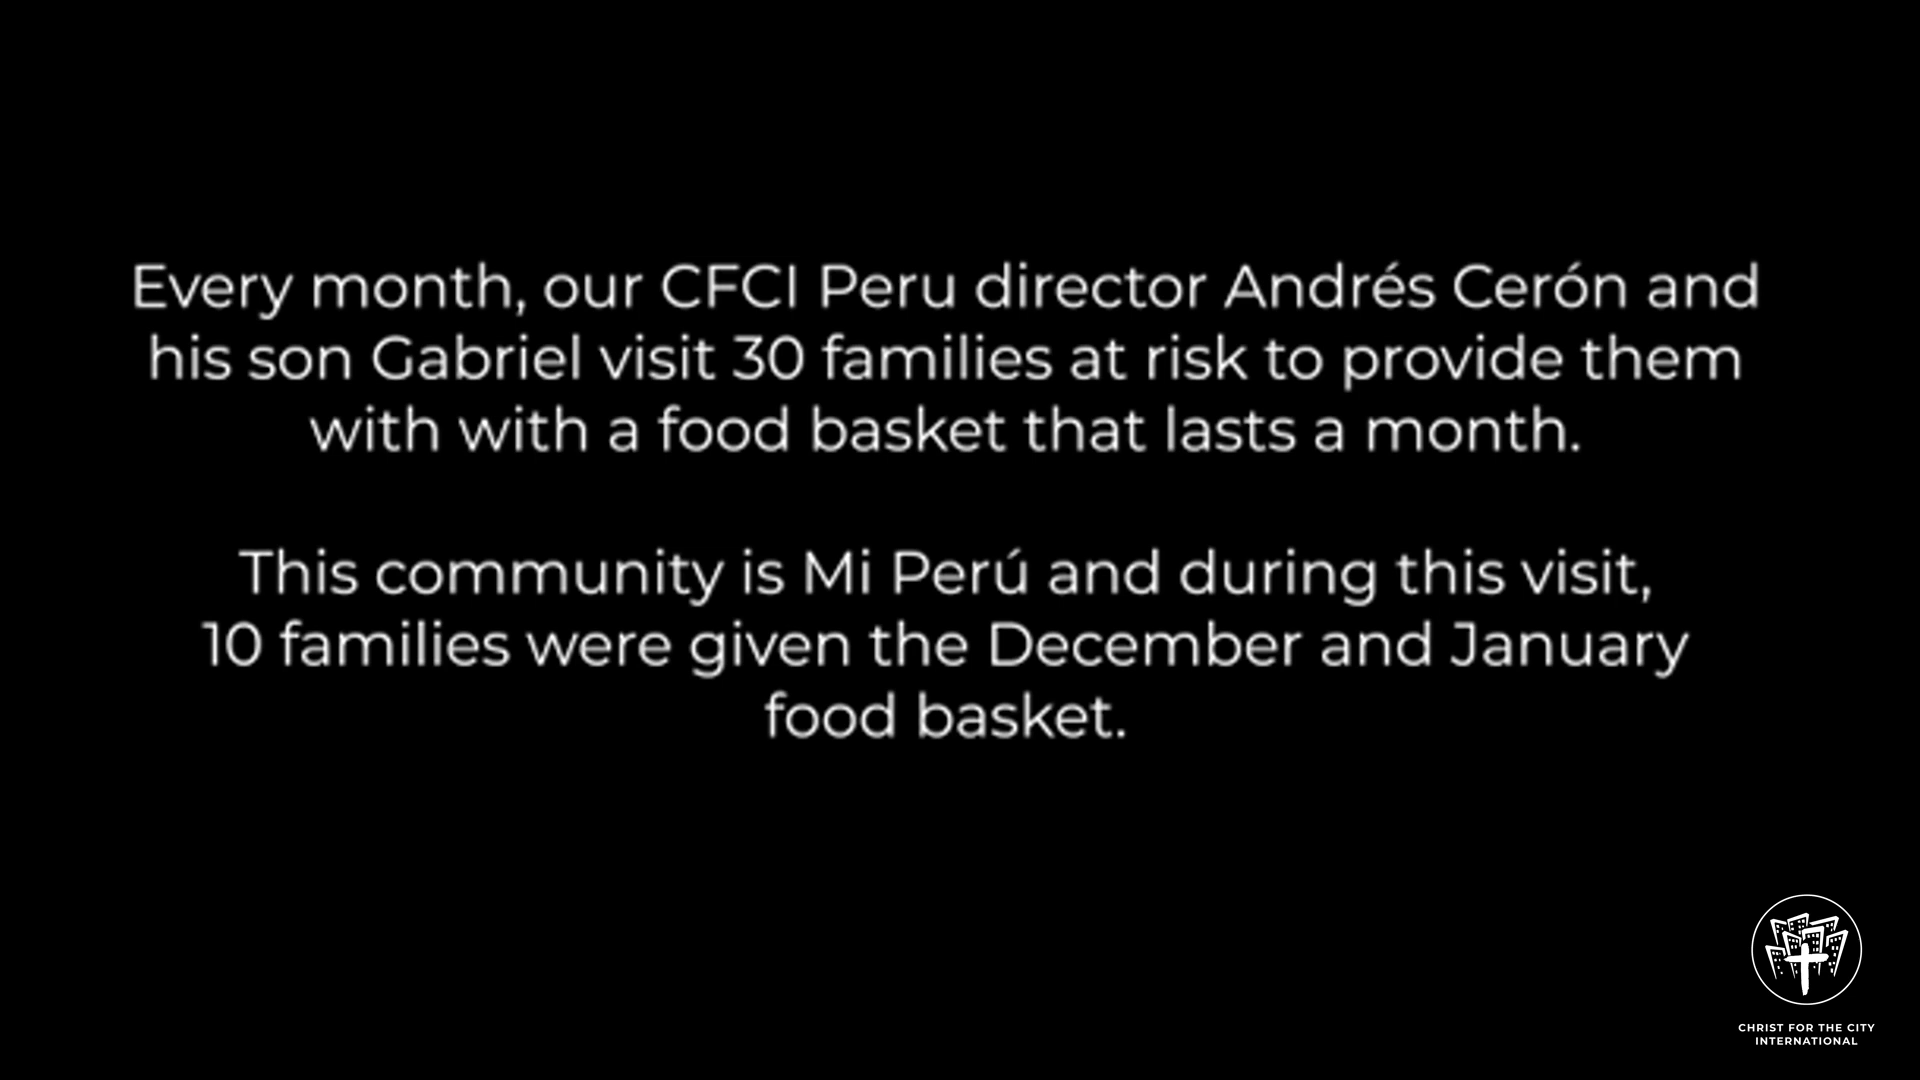 Every month, our CFCI Peru director Andrés Cerón and
his son Gabriel visit 30 families at risk to provide them
with with a food basket that lasts a month.
This community is Mi Perú and during this visit,
10 families were given the December and January
food basket.
CHRIST FOR THE CITY
INTERNATIONAL